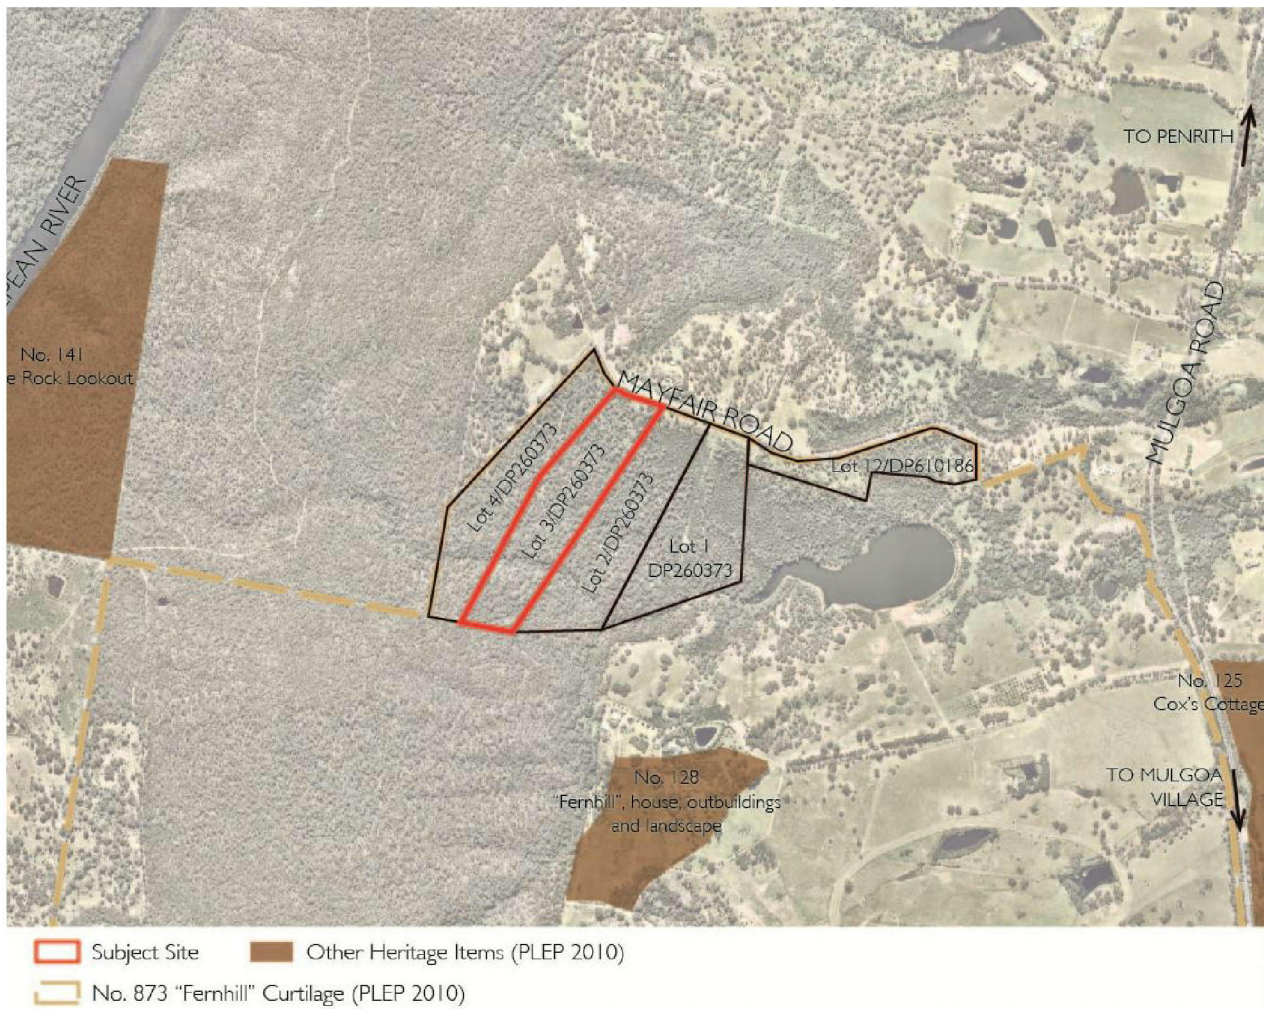 TO PENRITH
PEAN RIVER
MULGOA ROAD
No. 141
e Rock Lookout
MAYFAIR ROAD
Lot 4/DP260373
Lot 3/DP260373
Lot 2/DP260373
Lot 1
DP260373
Lot 12/DP610186
No. 125
Cox's Cottage
No. 128
"Fernhill", house, outbuildings
and landscape
TO MULGOA
VILLAGE
Subject Site
Other Heritage Items (PLEP 2010)
No. 873 "Fernhill" Curtilage (PLEP 2010)